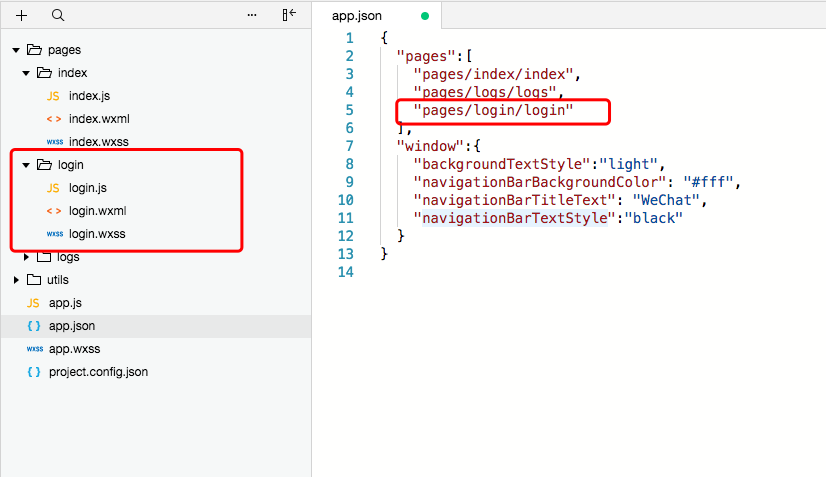 pages
index
JS index.js
< > index.wxml
wxss index.wxss
login
JS login.js
< > login.wxml
wxss login.wxss
logs
utils
JS app.js
{ } app.json
wxss app.wxss
{ } project.config.json
app.json
1 {
2 "pages":[
3 "pages/index/index",
4 "pages/logs/logs",
5 "pages/login/login"
6 ],
7 "window":{
8 "backgroundTextStyle":"light",
9 "navigationBarBackgroundColor": "#fff",
10 "navigationBarTitleText": "WeChat",
11 "navigationBarTextStyle":"black"
12 }
13 }
14